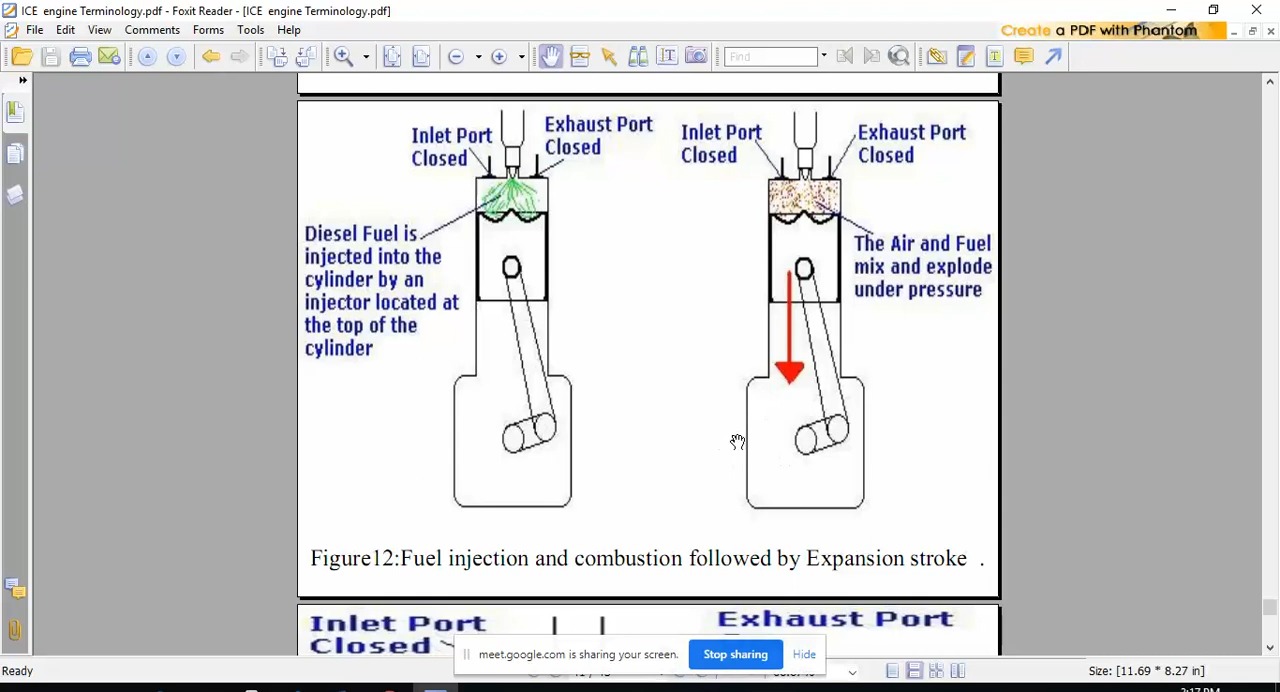 ICE engine Terminology.pdf - Foxit Reader - [ICE engine Terminology.pdf]
File Edit View Comments Forms Tools Help
Create a PDF with Phantom
Find
Inlet Port
Closed
Exhaust Port
Closed
Diesel Fuel is
injected into the
cylinder by an
injector located at
the top of the
cylinder
Inlet Port
Closed
Exhaust Port
Closed
The Air and Fuel
mix and explode
under pressure
Figure12:Fuel injection and combustion followed by Expansion stroke .
Inlet Port
Closed
Exhaust Port
meet.google.com is sharing your screen.
Stop sharing
Hide
Ready
Size: [11.69 * 8.27 in]
2:17 PM